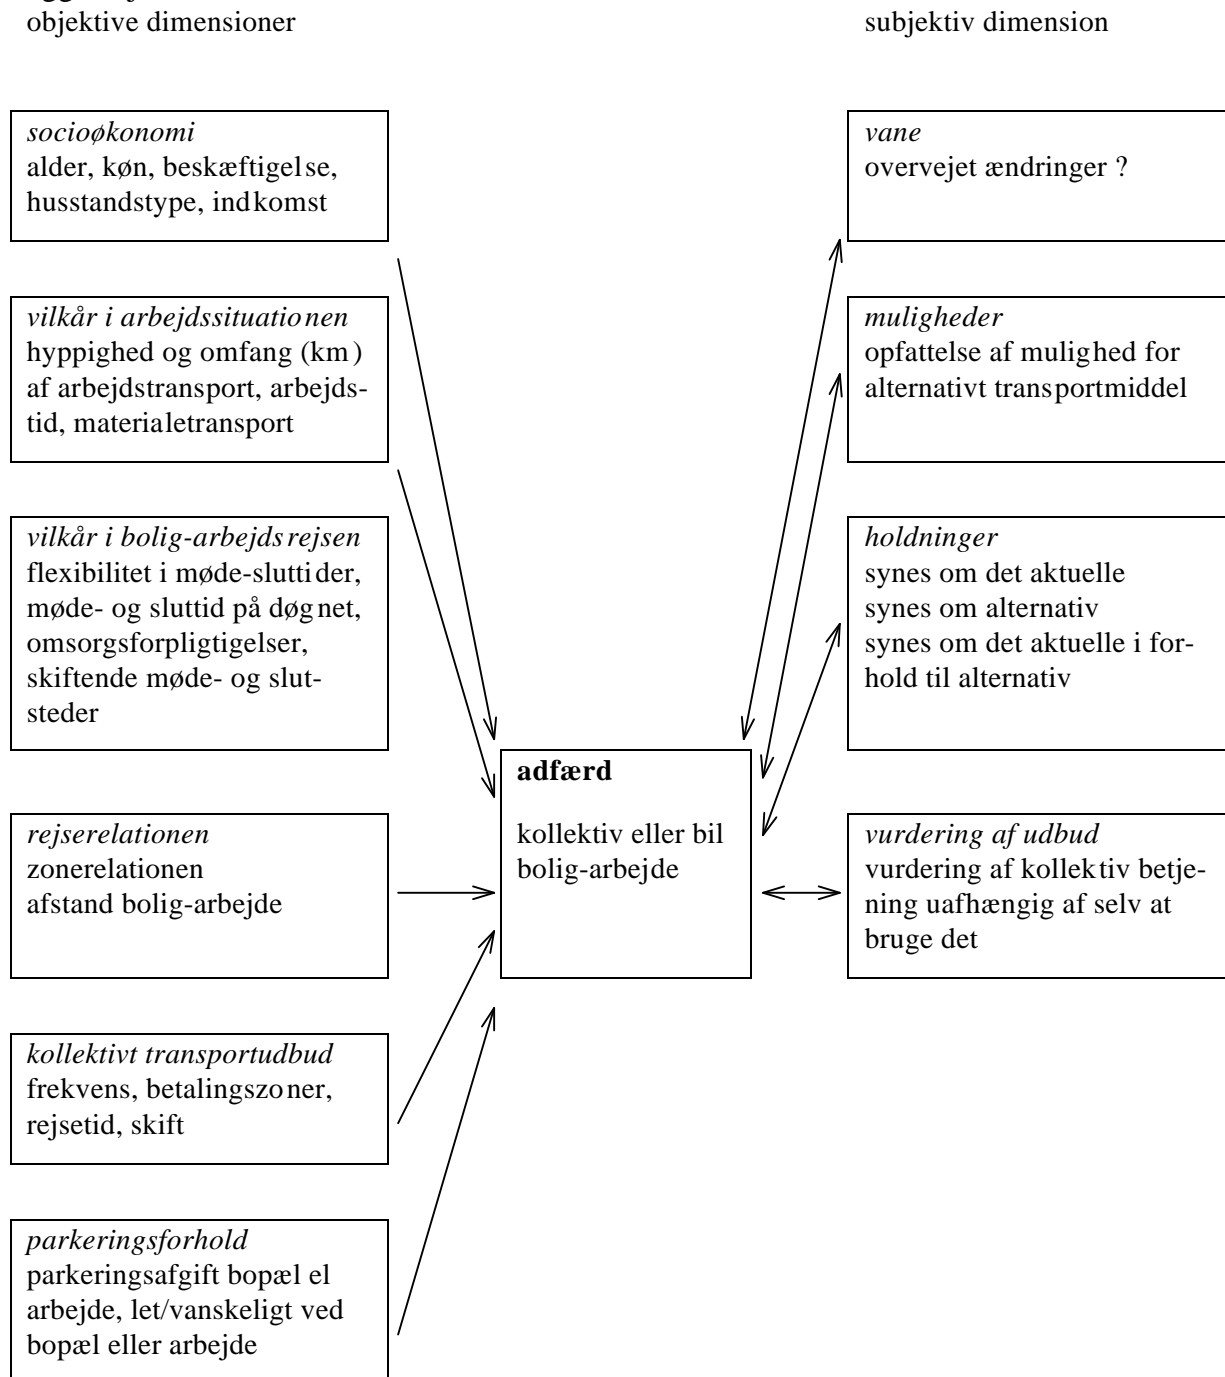 objektive dimensioner
subjektiv dimension
socioøkonomi
alder, køn, beskæftigelse,
husstandstype, indkomst
vilkår i arbejdssituationen
hyppighed og omfang (km)
af arbejdstransport, arbejds-
tid, materialetransport
vilkår i bolig-arbejdsrejsen
flexibilitet i møde-sluttider,
møde- og sluttid på døgnet,
omsorgsforpligtigelser,
skiftende møde- og slut-
steder
rejserelationen
zonerelationen
afstand bolig-arbejde
kollektivt transportudbud
frekvens, betalingszoner,
rejsetid, skift
parkeringsforhold
parkeringsafgift bopæl el
arbejde, let/vanskeligt ved
bopæl eller arbejde
adfærd
kollektiv eller bil
bolig-arbejde
vane
overvejet ændringer ?
muligheder
opfattelse af mulighed for
alternativt transportmiddel
holdninger
synes om det aktuelle
synes om alternativ
synes om det aktuelle i for-
hold til alternativ
vurdering af udbud
vurdering af kollektiv betje-
ning uafhængig af selv at
bruge det